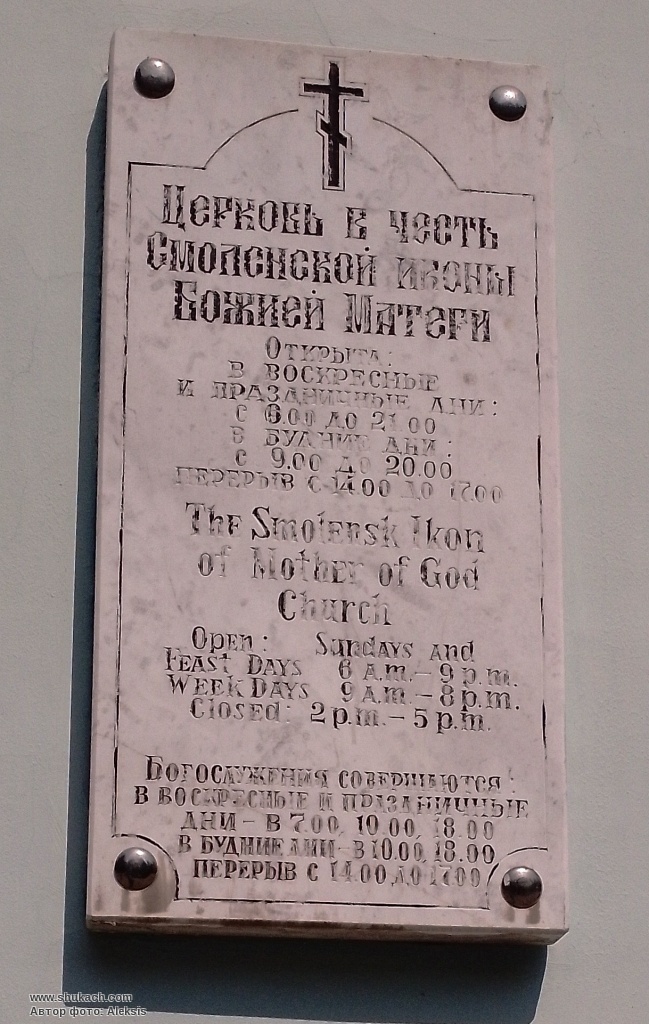 Церковь в честь
Смоленской иконы
Божией Матери
Открыта:
в воскресные
и праздничные дни:
с 6.00 до 21.00
в будние дни:
с 9.00 до 20.00
перерыв с 14.00 до 17.00
The Smolensk Ikon
of Mother of God
Church
Open: Sundays and
Feast Days 6 a.m. – 9 p.m.
Week Days 9 a.m. – 8 p.m.
Closed: 2 p.m. – 5 p.m.
Богослужения совершаются:
в воскресные и праздничные
дни – в 7.00, 10.00, 18.00
в будние дни – в 10.00, 18.00
перерыв с 14.00 до 17.00
www.shukach.com
Автор фото: Aleksis